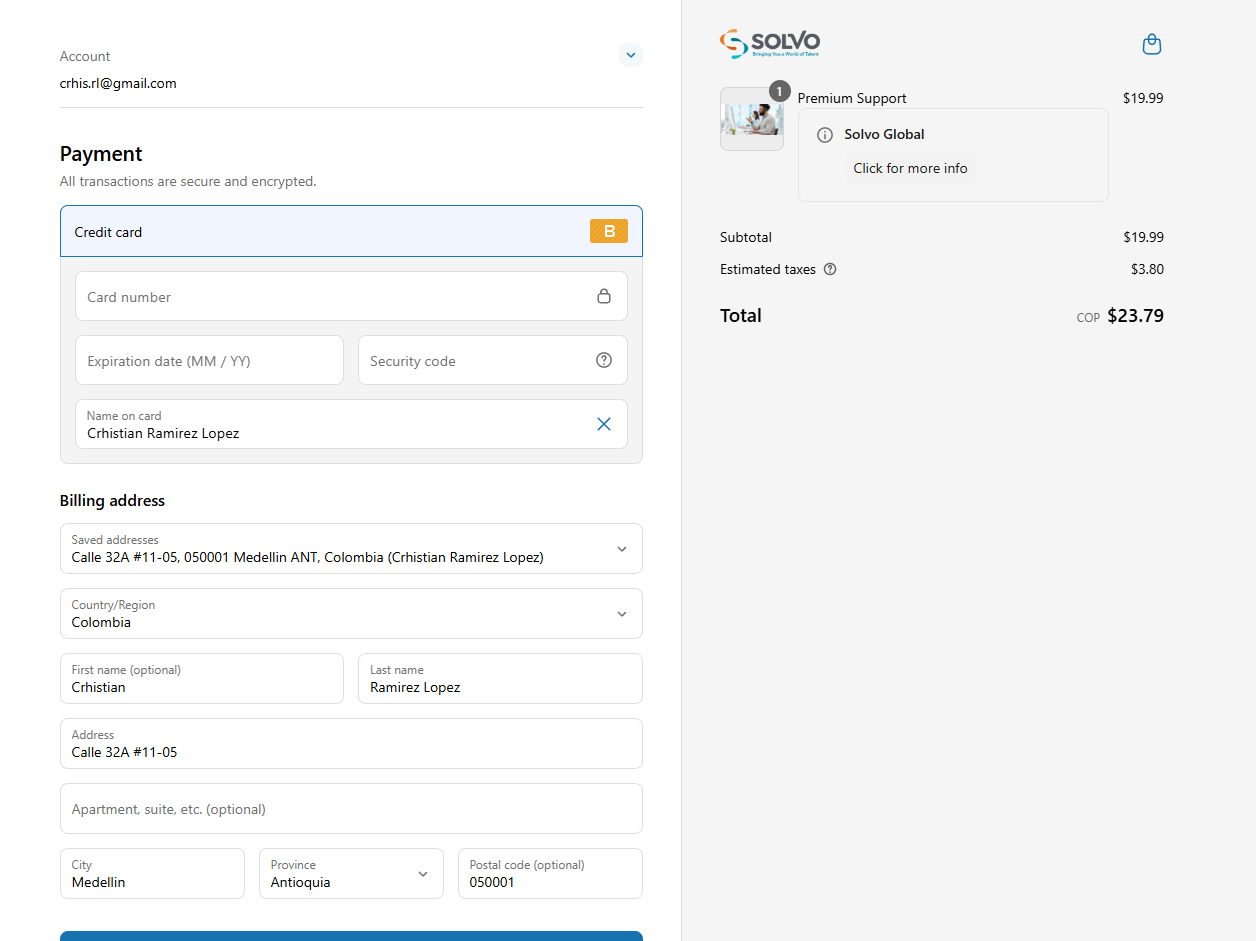 Account
crhis.rl@gmail.com
Payment
All transactions are secure and encrypted.
Credit card
B
Card number
Expiration date (MM / YY)
Security code
Name on card
Crhistian Ramirez Lopez
Billing address
Saved addresses
Calle 32A #11-05, 050001 Medellin ANT, Colombia (Crhistian Ramirez Lopez)
Country/Region
Colombia
First name (optional)
Crhistian
Last name
Ramirez Lopez
Address
Calle 32A #11-05
Apartment, suite, etc. (optional)
City
Medellin
Province
Antioquia
Postal code (optional)
050001
SOLVO
Bringing You a World of Talent
1
Premium Support
$19.99
Solvo Global
Click for more info
Subtotal
$19.99
Estimated taxes
$3.80
Total
COP $23.79